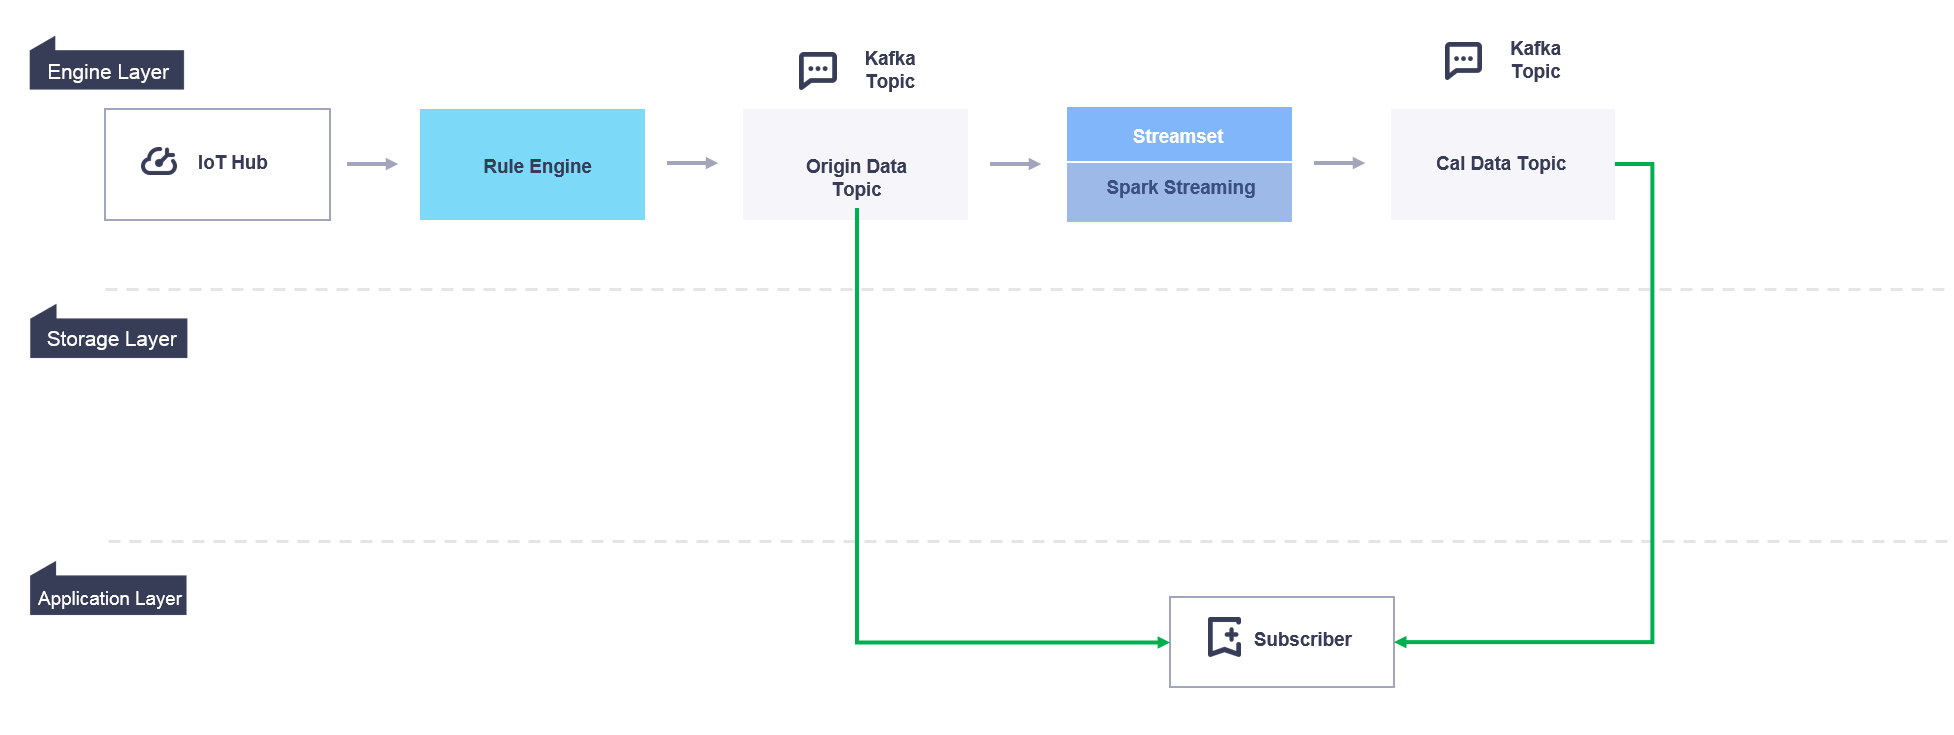 Engine Layer
Kafka
Topic
Kafka
Topic
IoT Hub
Rule Engine
Origin Data
Topic
Streamset
Spark Streaming
Cal Data Topic
Storage Layer
Application Layer
Subscriber